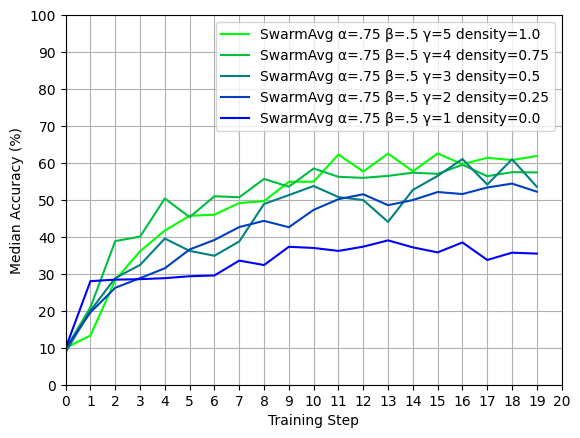 SwarmAvg α=.75 β=.5 γ=5 density=1.0
SwarmAvg α=.75 β=.5 γ=4 density=0.75
SwarmAvg α=.75 β=.5 γ=3 density=0.5
SwarmAvg α=.75 β=.5 γ=2 density=0.25
SwarmAvg α=.75 β=.5 γ=1 density=0.0
Median Accuracy (%)
100
90
80
70
60
50
40
30
20
10
0
0 1 2 3 4 5 6 7 8 9 10 11 12 13 14 15 16 17 18 19 20
Training Step